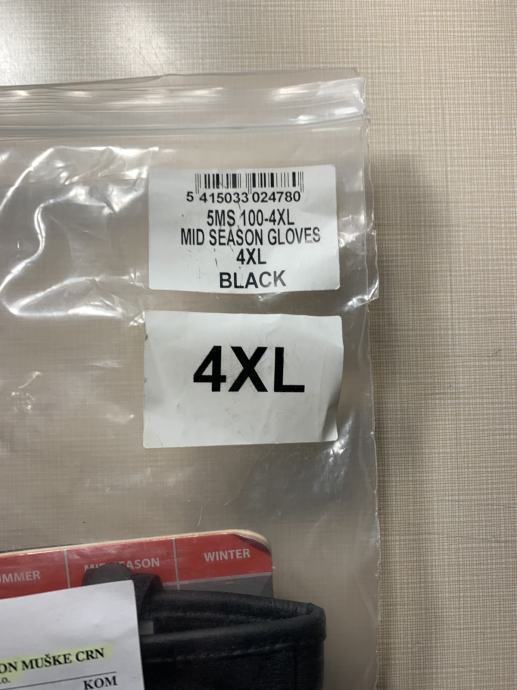 5 415033 024780
5MS 100-4XL
MID SEASON GLOVES
4XL
BLACK
4XL
WINTER
MUŠKE CRN
KOM